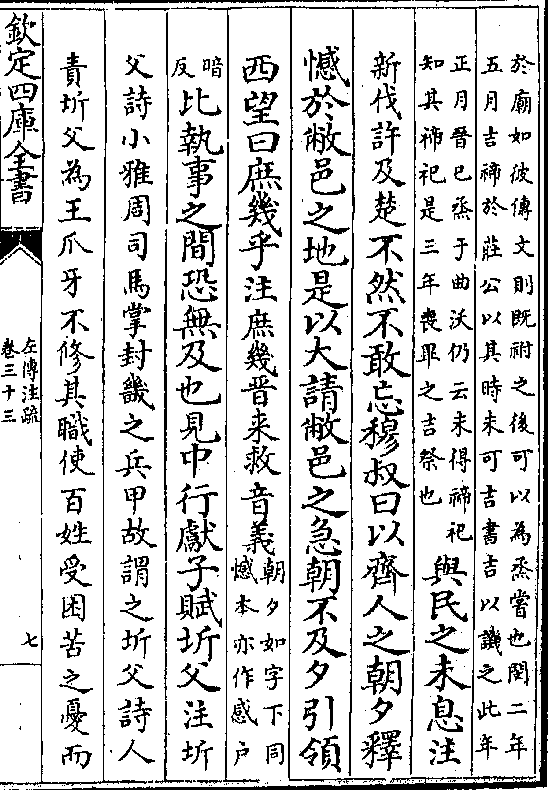 於廟如彼傳文則既祔之後可以為烝嘗也閔二年
五月吉禘於莊公以其時未可吉書吉以譏之此年
正月晉已烝于曲沃仍云未得禘祀
知其禘祀是三年喪畢之吉祭也
與民之未息注
新伐許及楚不然不敢忘穆叔曰以齊人之朝夕釋
憾於敝邑之地是以大請敝邑之急朝不及夕引領
西望曰庶幾乎注庶幾晉来救音義
朝夕如字下同
憾本亦作感户
暗
反
比執事之間恐無及也見中行獻子賦圻父注圻
父詩小雅周司馬掌封畿之兵甲故謂之圻父詩人
責圻父為王爪牙不修其職使百姓受困苦之憂而
欽定四庫全書
左傳注疏
卷三十三
七